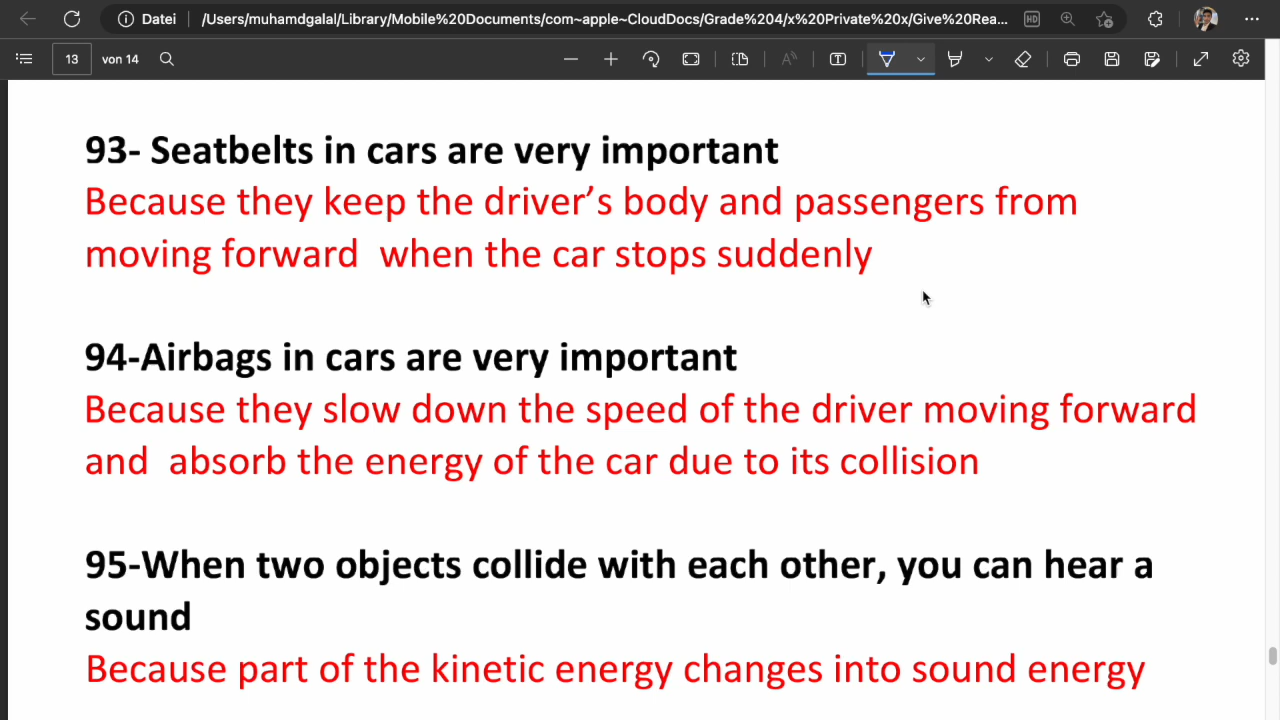 Datei
/Users/muhamdgalal/Library/Mobile%20Documents/com~apple~CloudDocs/Grade%204/x%20Private%20x/Give%20Rea...
HD
13 von 14
93- Seatbelts in cars are very important
Because they keep the driver’s body and passengers from
moving forward  when the car stops suddenly
94-Airbags in cars are very important
Because they slow down the speed of the driver moving forward
and  absorb the energy of the car due to its collision
95-When two objects collide with each other, you can hear a
sound
Because part of the kinetic energy changes into sound energy